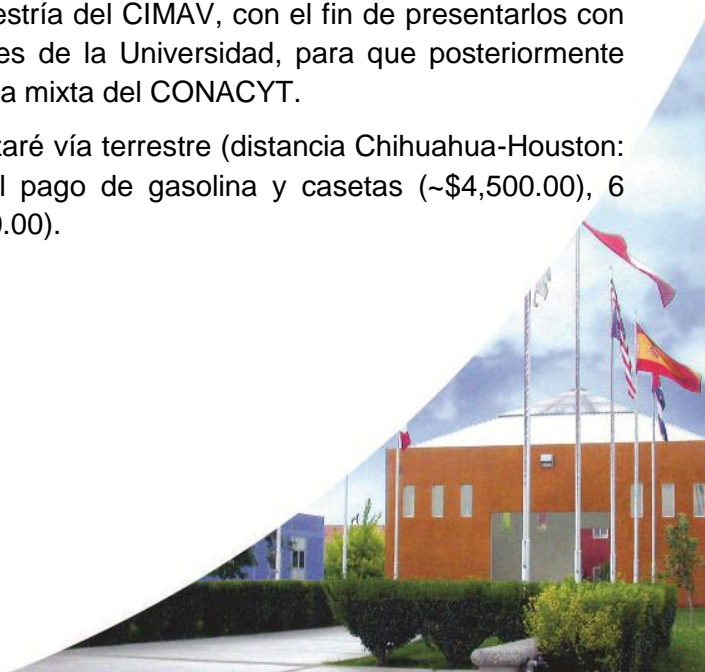 estría del CIMAV, con el fin de presentarlos con
es de la Universidad, para que posteriormente
a mixta del CONACYT.
taré vía terrestre (distancia Chihuahua-Houston:
l pago de gasolina y casetas (~$4,500.00), 6
0.00).